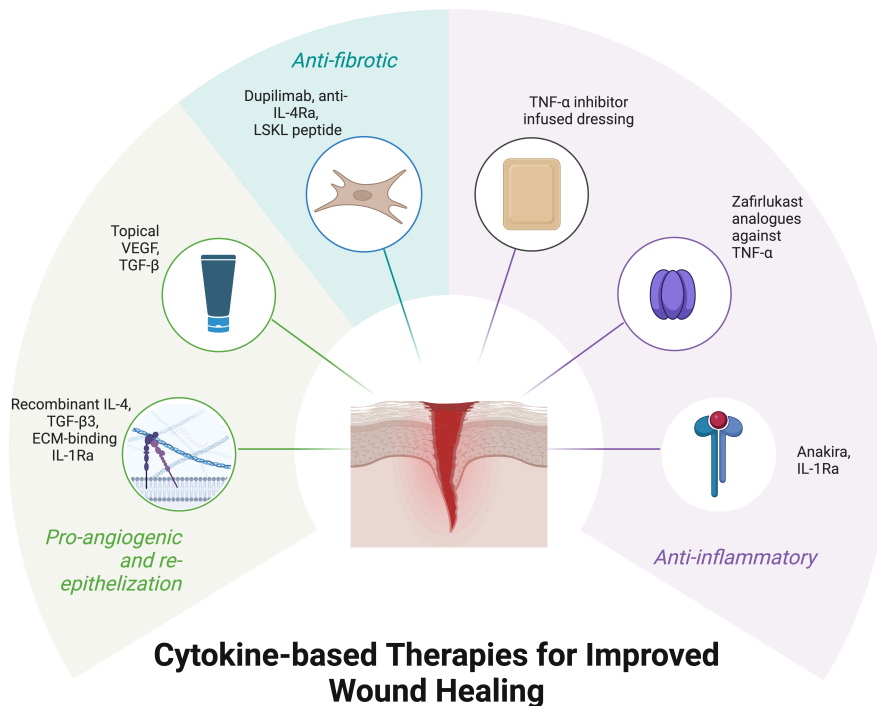 Anti-fibrotic
Dupilimab, anti-
IL-4Ra,
LSKL peptide
TNF-α inhibitor
infused dressing
Zafirlukast
analogues
against
TNF-α
Topical
VEGF,
TGF-β
Recombinant IL-4,
TGF-β3,
ECM-binding
IL-1Ra
Anakira,
IL-1Ra
Pro-angiogenic
and re-
epithelization
Anti-inflammatory
Cytokine-based Therapies for Improved
Wound Healing